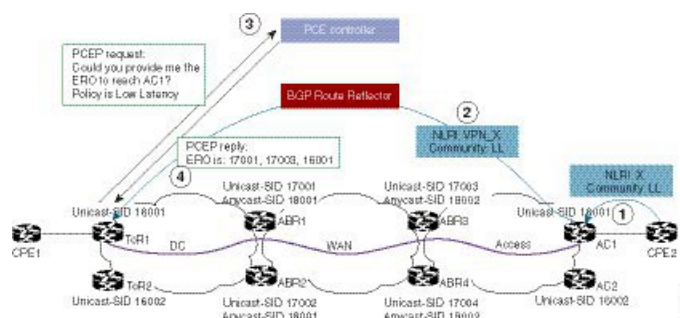 3
PCE controller
PCEP request:
Could you provide me the
ERO to reach AC1?
Policy is Low Latency
BGP Route Reflector
2
NLRI VPN_X
Community LL
PCEP reply:
ERO is: 17001, 17003, 16001
4
NLRI X
Community LL
1
Unicast-SID 16001
Unicast-SID 17001
Anycast-SID 18001
Unicast-SID 17003
Anycast-SID 18002
Unicast-SID 16001
CPE1
ToR1
DC
ABR1
WAN
ABR3
Access
AC1
CPE2
ToR2
ABR2
ABR4
AC2
Unicast-SID 16002
Unicast-SID 17002
Anycast-SID 18001
Unicast-SID 17004
Anycast-SID 18002
Unicast-SID 16002